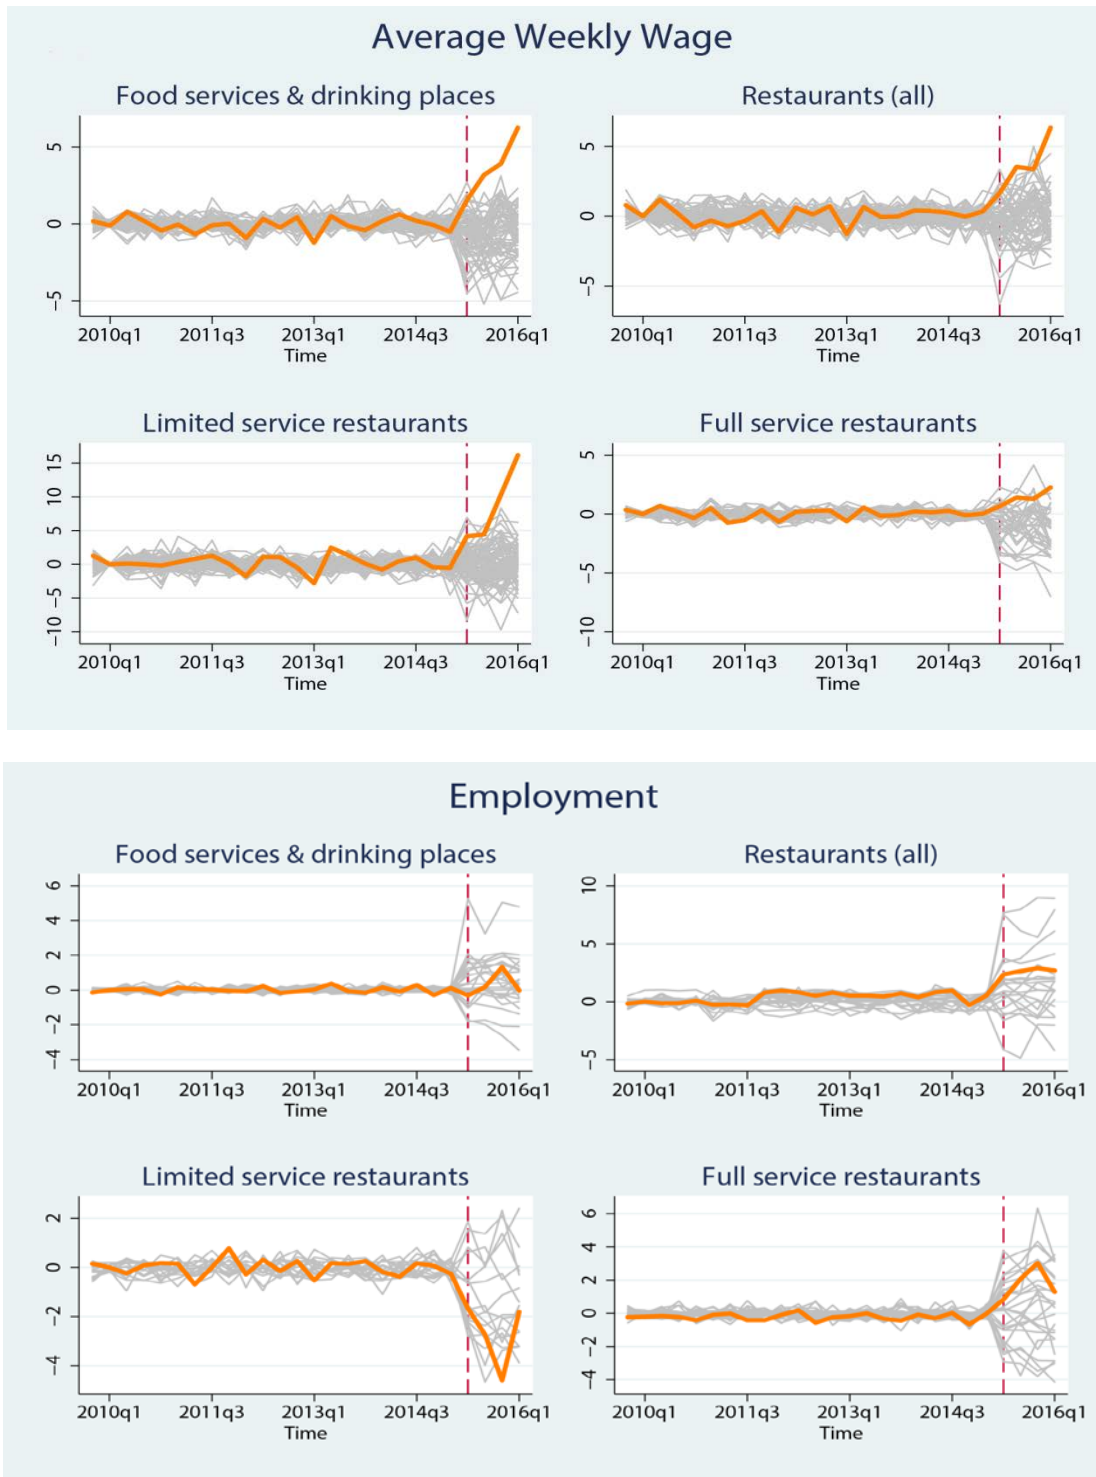 Average Weekly Wage
Food services & drinking places
5
0
−5
2010q1 2011q3 2013q1 2014q3 2016q1
Time
Restaurants (all)
5
0
−5
2010q1 2011q3 2013q1 2014q3 2016q1
Time
Limited service restaurants
15
10
5
0
−5
−10
2010q1 2011q3 2013q1 2014q3 2016q1
Time
Full service restaurants
5
0
−5
−10
2010q1 2011q3 2013q1 2014q3 2016q1
Time
Employment
Food services & drinking places
6
4
2
0
−2
−4
2010q1 2011q3 2013q1 2014q3 2016q1
Time
Restaurants (all)
10
5
0
−5
2010q1 2011q3 2013q1 2014q3 2016q1
Time
Limited service restaurants
2
0
−2
−4
2010q1 2011q3 2013q1 2014q3 2016q1
Time
Full service restaurants
6
4
2
0
−2
−4
2010q1 2011q3 2013q1 2014q3 2016q1
Time